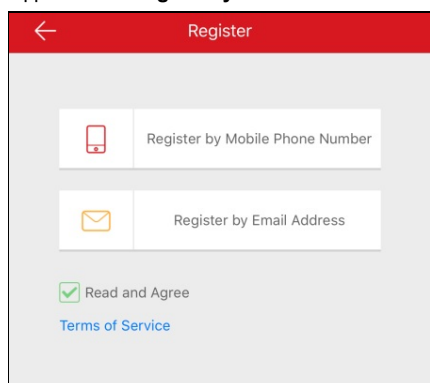 Register
Register by Mobile Phone Number
Register by Email Address
Read and Agree
Terms of Service